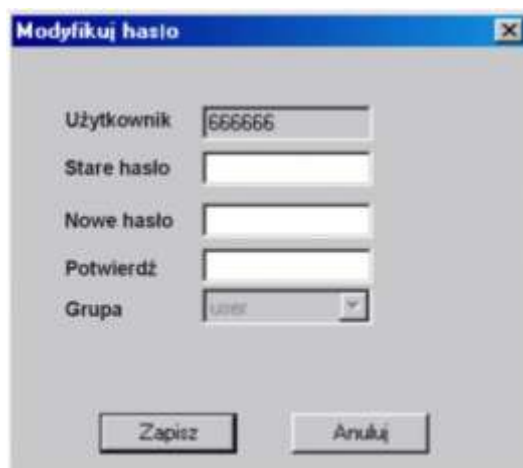 Modyfikuj hasło
Użytkownik 666666
Stare hasło
Nowe hasło
Potwierdź
Grupa user
Zapisz Anuluj